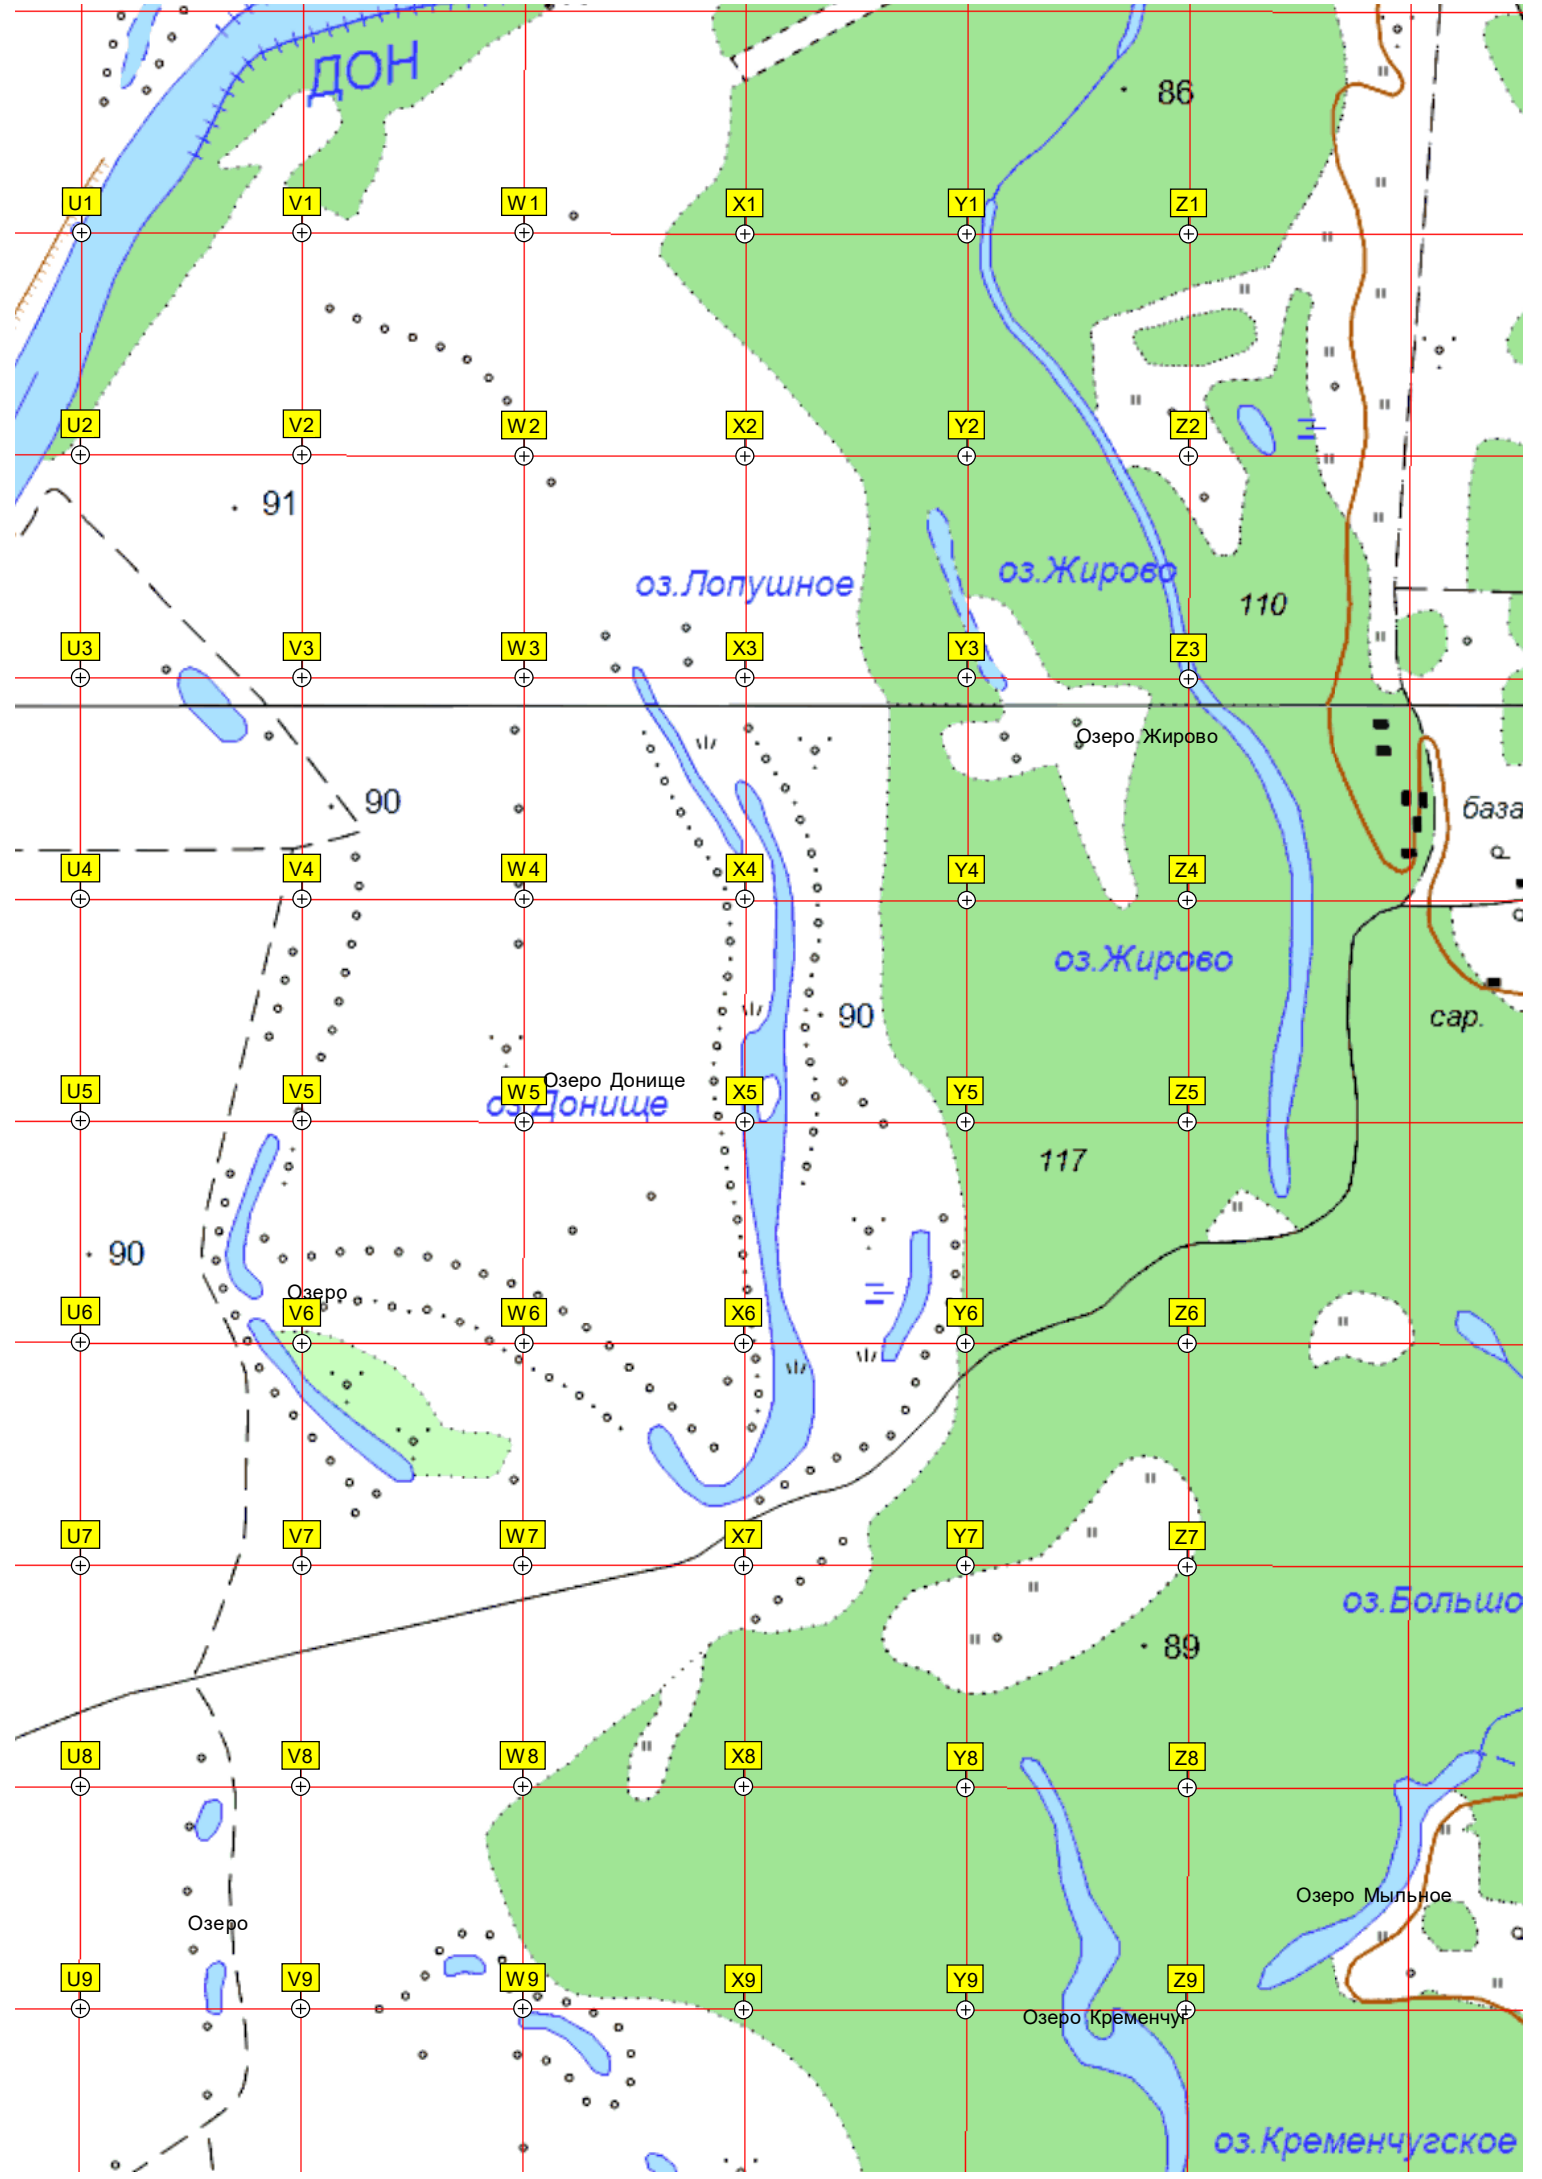 ДОН
86
U1 V1 W1 X1 Y1 Z1
U2 V2 W2 X2 Y2 Z2
91
оз.Лопушное
оз.Жирово
110
U3 V3 W3 X3 Y3 Z3
Озеро Жирово
90
база
U4 V4 W4 X4 Y4 Z4
оз.Жирово
90
сар.
Озеро Донище
U5 V5 W5 X5 Y5 Z5
оз.Донище
117
90
Озеро
U6 V6 W6 X6 Y6 Z6
U7 V7 W7 X7 Y7 Z7
оз.Большо
89
U8 V8 W8 X8 Y8 Z8
Озеро Мыльное
Озеро
U9 V9 W9 X9 Y9 Z9
Озеро Кременчуг
оз.Кременчугское